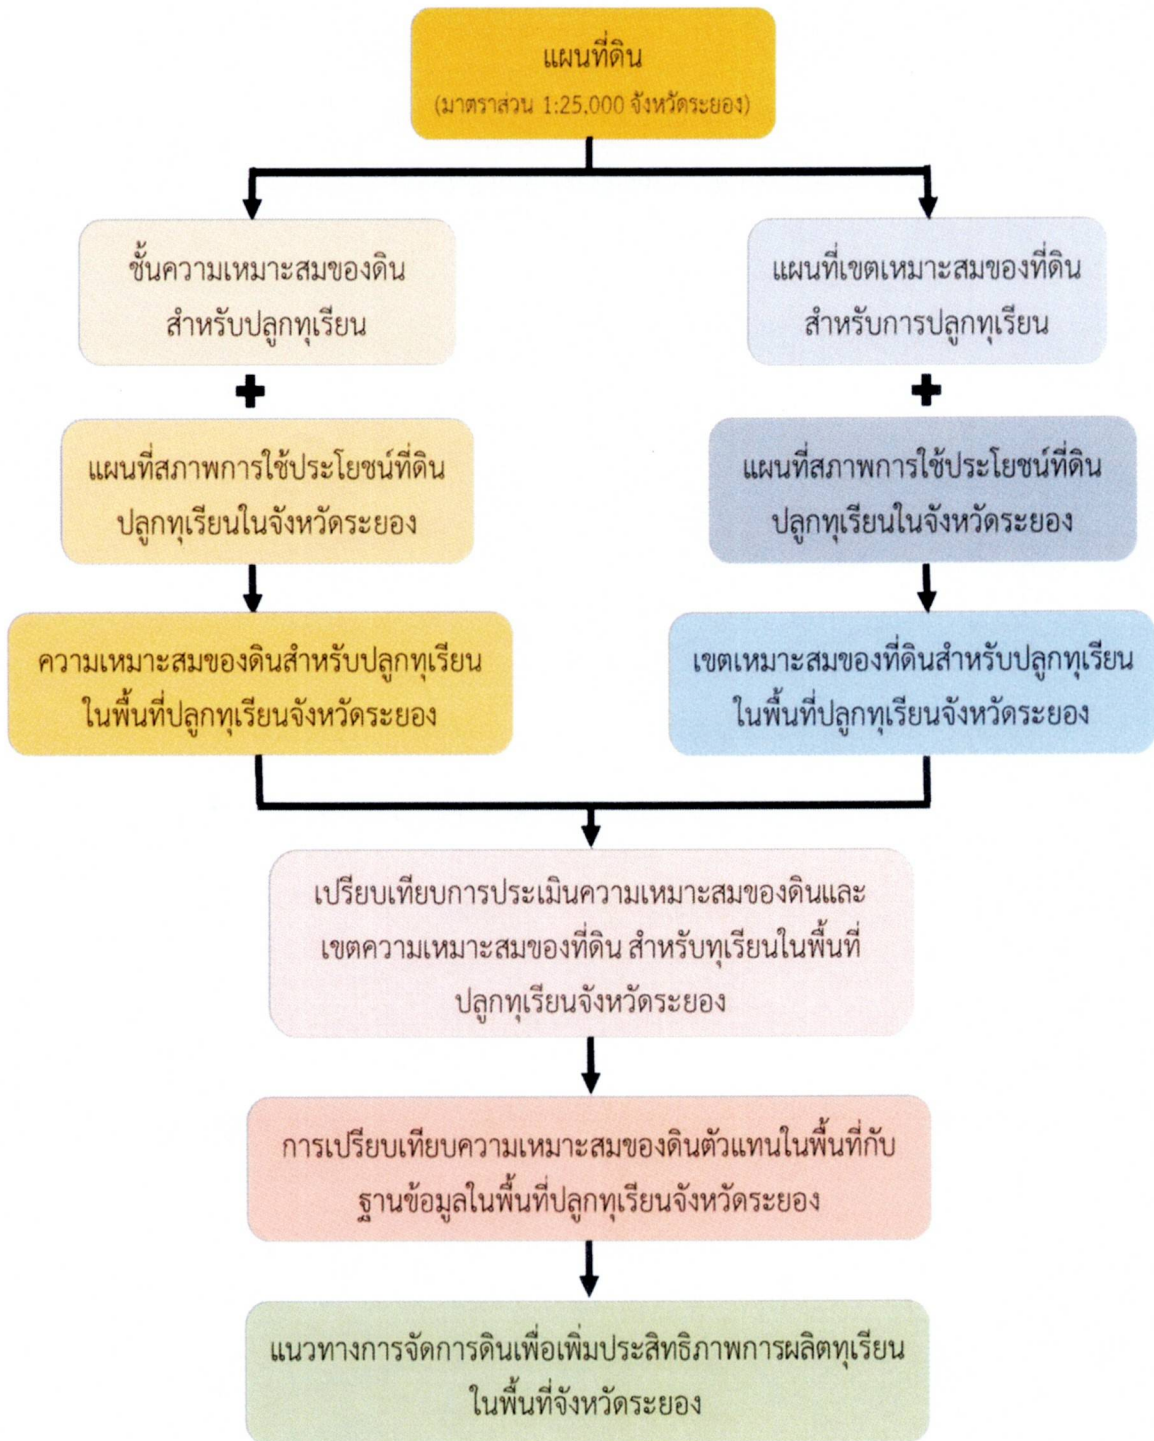 แผนที่ดิน
(มาตราส่วน 1:25,000 จังหวัดระยอง)
ชั้นความเหมาะสมของดิน
สำหรับปลูกทุเรียน
แผนที่เขตเหมาะสมของที่ดิน
สำหรับการปลูกทุเรียน
+
+
แผนที่สภาพการใช้ประโยชน์ที่ดิน
ปลูกทุเรียนในจังหวัดระยอง
แผนที่สภาพการใช้ประโยชน์ที่ดิน
ปลูกทุเรียนในจังหวัดระยอง
ความเหมาะสมของดินสำหรับปลูกทุเรียน
ในพื้นที่ปลูกทุเรียนจังหวัดระยอง
เขตเหมาะสมของที่ดินสำหรับปลูกทุเรียน
ในพื้นที่ปลูกทุเรียนจังหวัดระยอง
เปรียบเทียบการประเมินความเหมาะสมของดินและ
เขตความเหมาะสมของที่ดิน สำหรับทุเรียนในพื้นที่
ปลูกทุเรียนจังหวัดระยอง
การเปรียบเทียบความเหมาะสมของดินตัวแทนในพื้นที่กับ
ฐานข้อมูลในพื้นที่ปลูกทุเรียนจังหวัดระยอง
แนวทางการจัดการดินเพื่อเพิ่มประสิทธิภาพการผลิตทุเรียน
ในพื้นที่จังหวัดระยอง